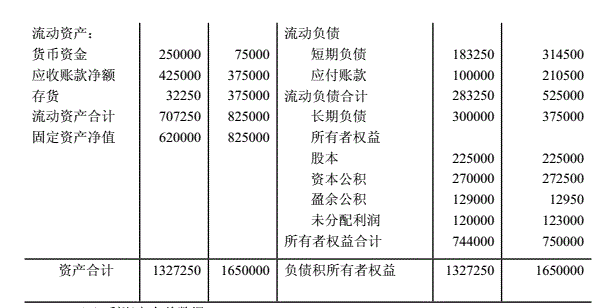 流动资产： 流动负债
货币资金 250000 75000 短期负债 183250 314500
应收账款净额 425000 375000 应付账款 100000 210500
存货 32250 375000 流动负债合计 283250 525000
流动资产合计 707250 825000 长期负债 300000 375000
固定资产净值 620000 825000 所有者权益
股本 225000 225000
资本公积 270000 272500
盈余公积 129000 12950
未分配利润 120000 123000
所有者权益合计 744000 750000
资产合计 1327250 1650000 负债积所有者权益 1327250 1650000